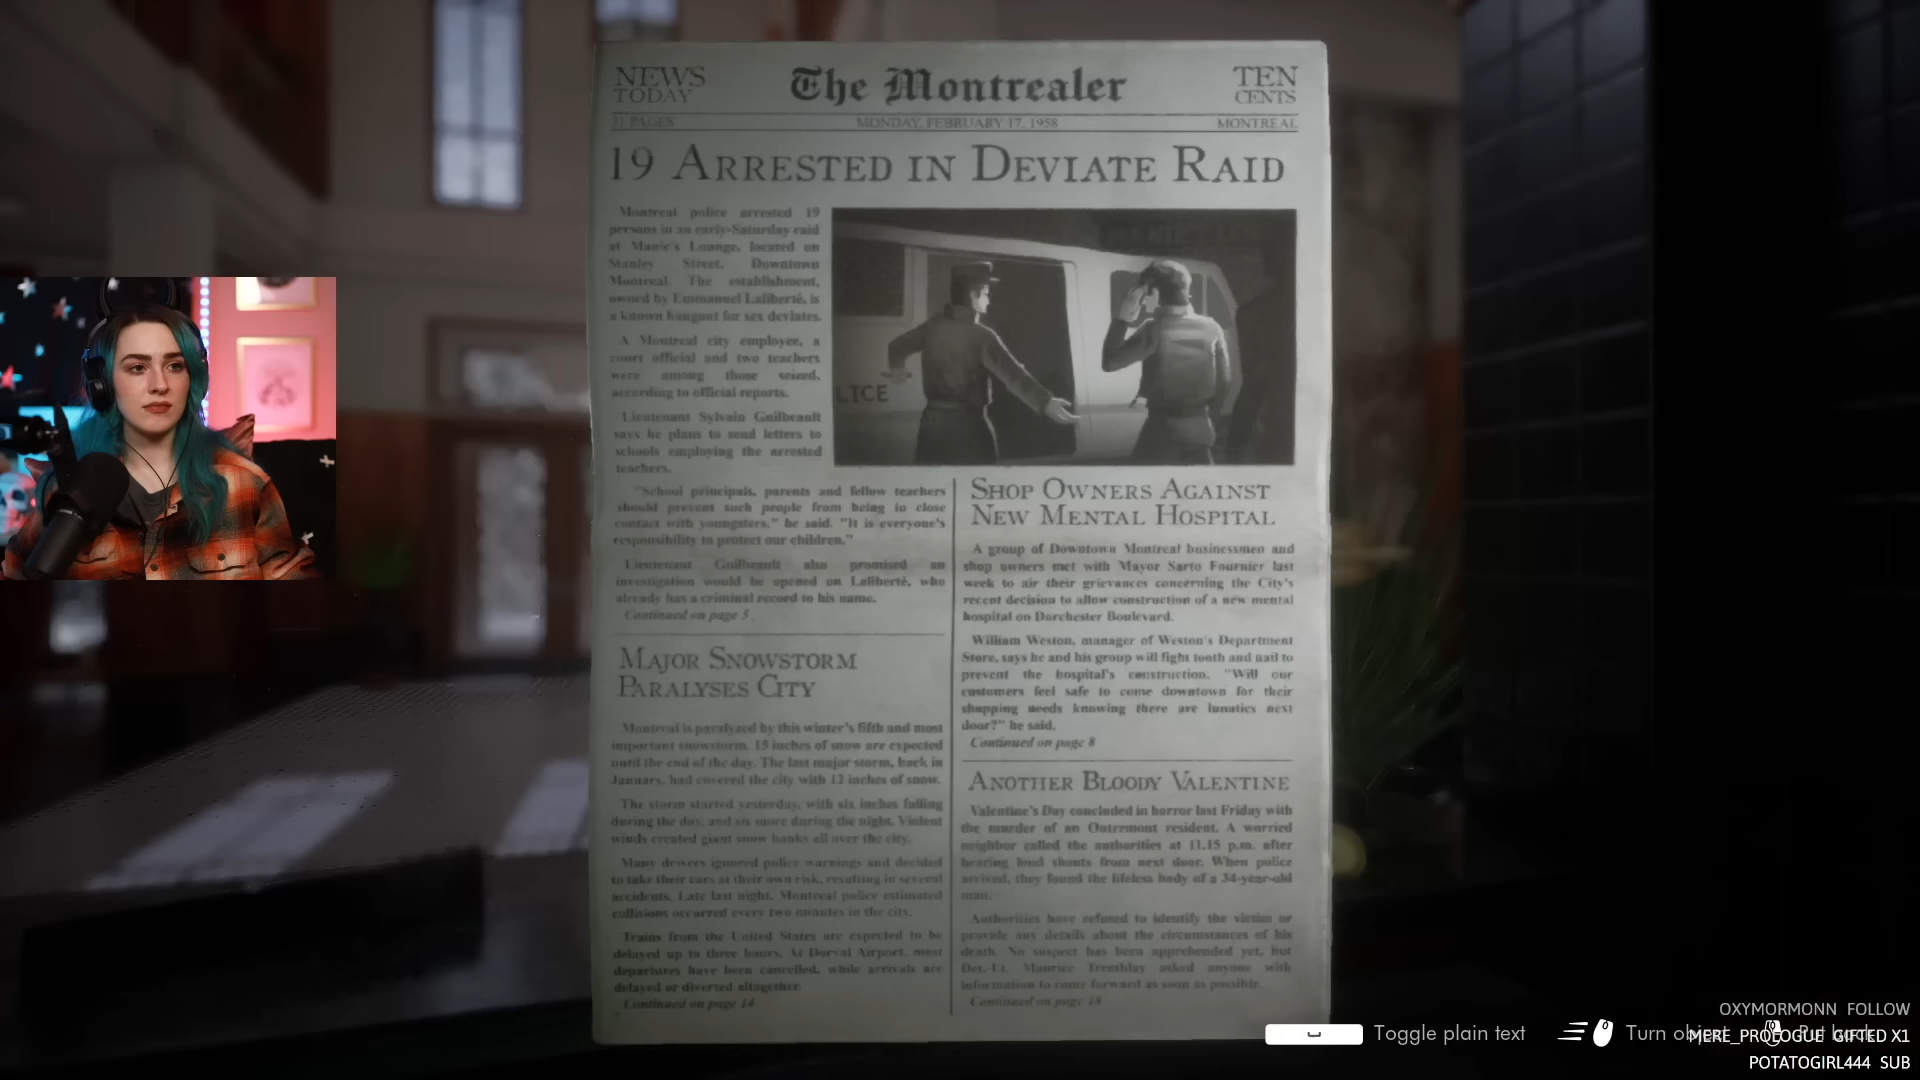 NEWS TODAY
The Montrealer
TEN CENTS
31 PAGES
MONDAY, FEBRUARY 17, 1958
MONTREAL
19 ARRESTED IN DEVIATE RAID
Montreal police arrested 19
persons in an early-Saturday raid
at Manic's Lounge, located on
Stanley Street, Downtown
Montreal. The establishment,
owned by Emmanuel Laliberté, is
a known hangout for sex deviates.
A Montreal city employee, a
court official and two teachers
were among those seized,
according to official reports.
Lieutenant Sylvain Guilbeault
says he plans to send letters to
schools employing the arrested
teachers.
"School principals, parents and fellow teachers
should prevent such people from being in close
contact with youngsters," he said. "It is everyone's
responsibility to protect our children."
Lieutenant Guilbeault also promised an
investigation would be opened on Laliberté, who
already has a criminal record to his name.
Continued on page 5
LICE
MAJOR SNOWSTORM
PARALYSES CITY
Montreal is paralyzed by this winter's fifth and most
important snowstorm. 15 inches of snow are expected
until the end of the day. The last major storm, back in
January, had covered the city with 12 inches of snow.
The storm started yesterday, with six inches falling
during the day, and six more during the night. Violent
winds created giant snow banks all over the city.
Many drivers ignored police warnings and decided
to take their cars at their own risk, resulting in several
accidents. Late last night, Montreal police estimated
collisions occurred every two minutes in the city.
Trains from the United States are expected to be
delayed up to three hours. At Dorval Airport, most
departures have been cancelled, while arrivals are
delayed or diverted altogether.
Continued on page 14
SHOP OWNERS AGAINST
NEW MENTAL HOSPITAL
A group of Downtown Montreal businessmen and
shop owners met with Mayor Sarto Fournier last
week to air their grievances concerning the City's
recent decision to allow construction of a new mental
hospital on Dorchester Boulevard.
William Weston, manager of Weston's Department
Store, says he and his group will fight tooth and nail to
prevent the hospital's construction. "Will our
customers feel safe to come downtown for their
shopping needs knowing there are lunatics next
door?" he said.
Continued on page 8
ANOTHER BLOODY VALENTINE
Valentine's Day concluded in horror last Friday with
the murder of an Outremont resident. A worried
neighbor called the authorities at 11.15 p.m. after
hearing loud shouts from next door. When police
arrived, they found the lifeless body of a 34-year-old
man.
Authorities have refused to identify the victim or
provide any details about the circumstances of his
death. No suspect has been apprehended yet, but
Det.-Lt. Maurice Tremblay asked anyone with
information to come forward as soon as possible.
Continued on page 18
OXYMORMONN FOLLOW
Toggle plain text
Turn object
Put back
MERE_PROLOGUE GIFTED X1
POTATOGIRL444 SUB